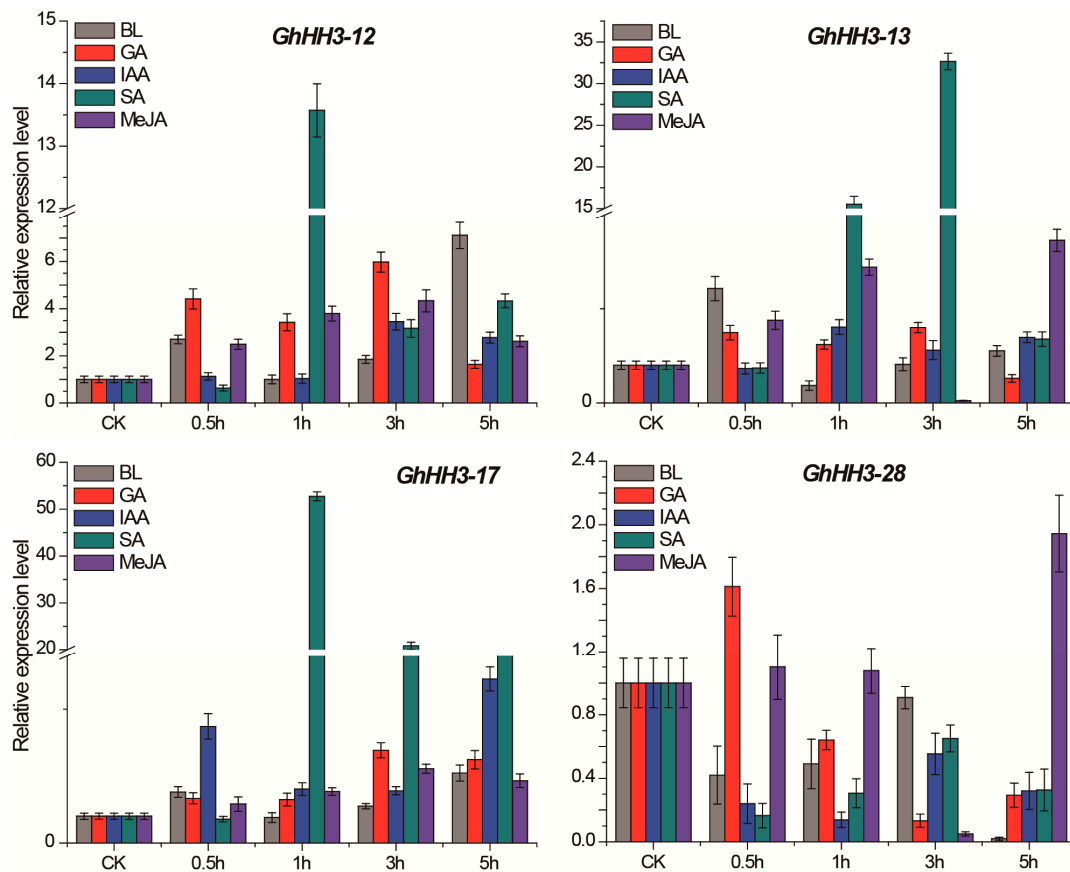 GhHH3-12
BL
GA
IAA
SA
MeJA
Relative expression level
15
14
13
12
6
4
2
0
CK 0.5h 1h 3h 5h
GhHH3-13
BL
GA
IAA
SA
MeJA
35
30
25
20
15
0
CK 0.5h 1h 3h 5h
GhHH3-17
BL
GA
IAA
SA
MeJA
Relative expression level
60
50
40
30
20
0
CK 0.5h 1h 3h 5h
GhHH3-28
BL
GA
IAA
SA
MeJA
2.4
2.0
1.6
1.2
0.8
0.4
0.0
CK 0.5h 1h 3h 5h